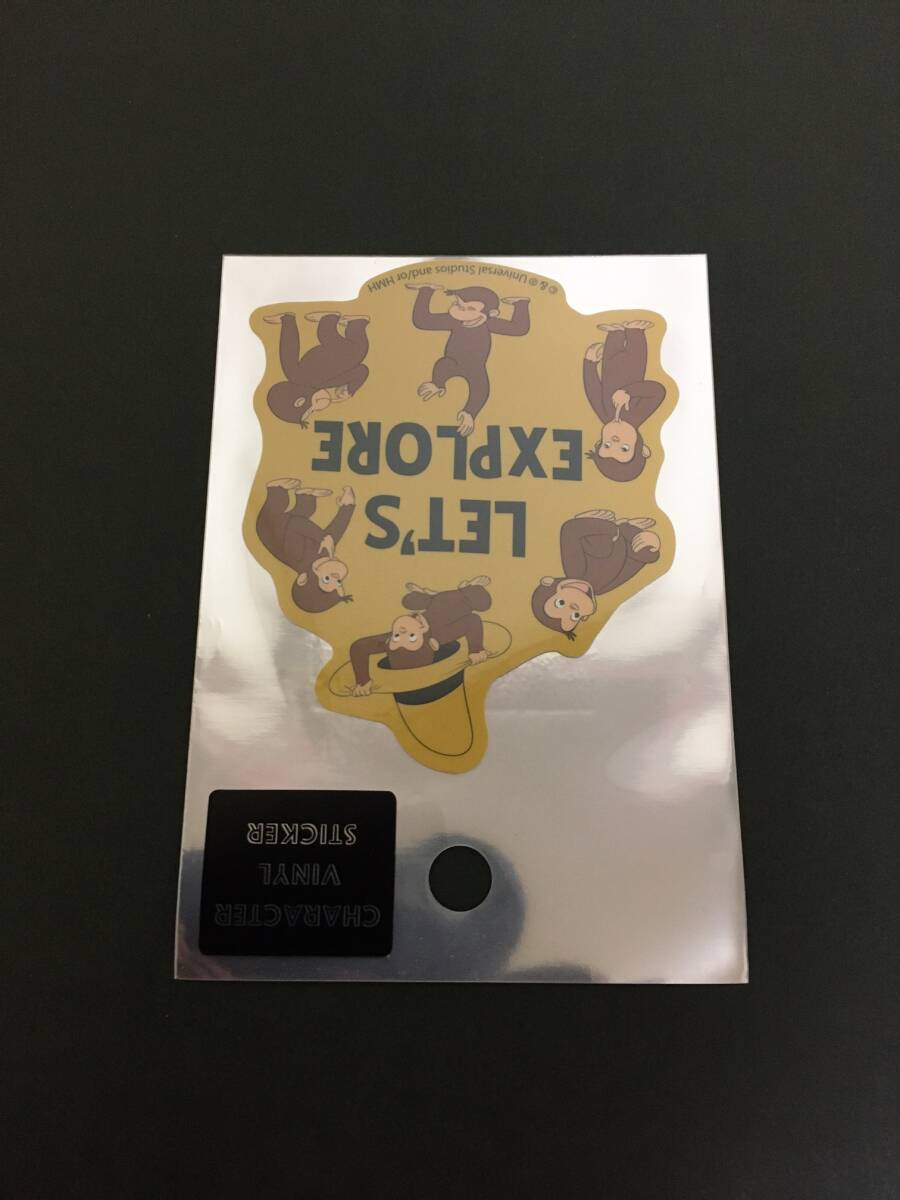 CHARACTER
VINYL
STICKER
LET'S
EXPLORE
© & ® Universal Studios and/or HMH